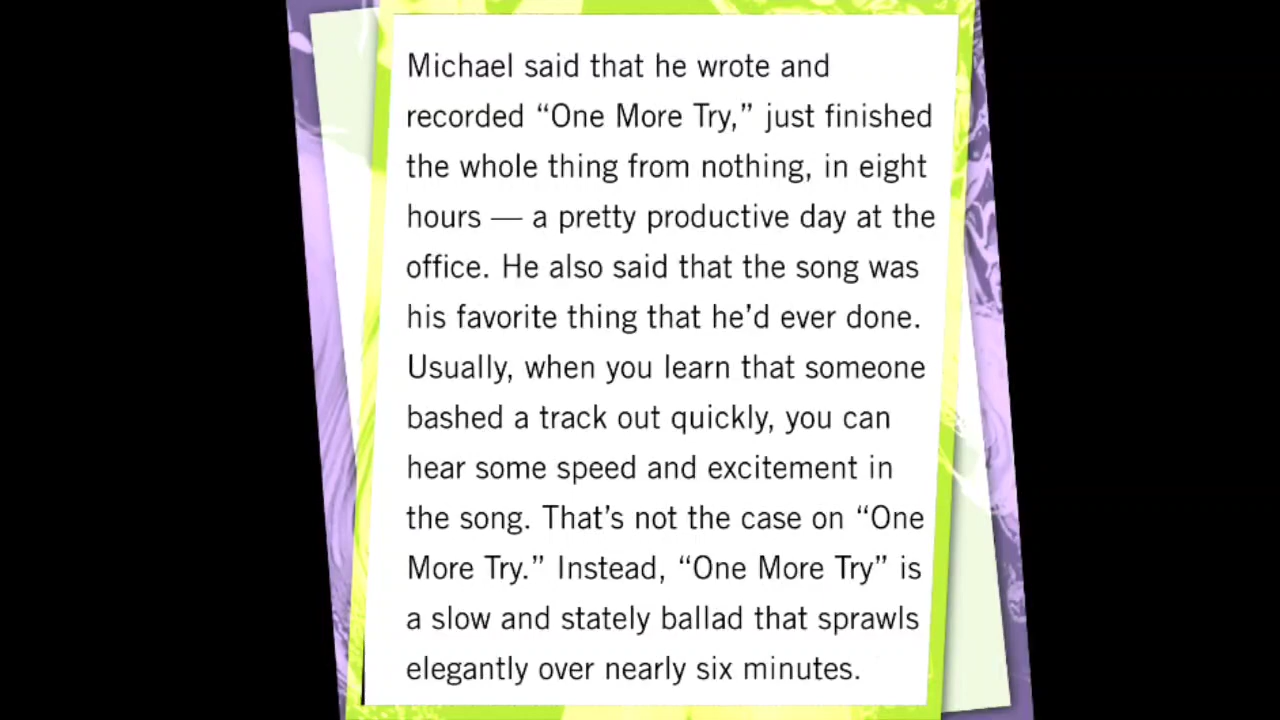 Michael said that he wrote and
recorded “One More Try,” just finished
the whole thing from nothing, in eight
hours — a pretty productive day at the
office. He also said that the song was
his favorite thing that he’d ever done.
Usually, when you learn that someone
bashed a track out quickly, you can
hear some speed and excitement in
the song. That’s not the case on “One
More Try.” Instead, “One More Try” is
a slow and stately ballad that sprawls
elegantly over nearly six minutes.